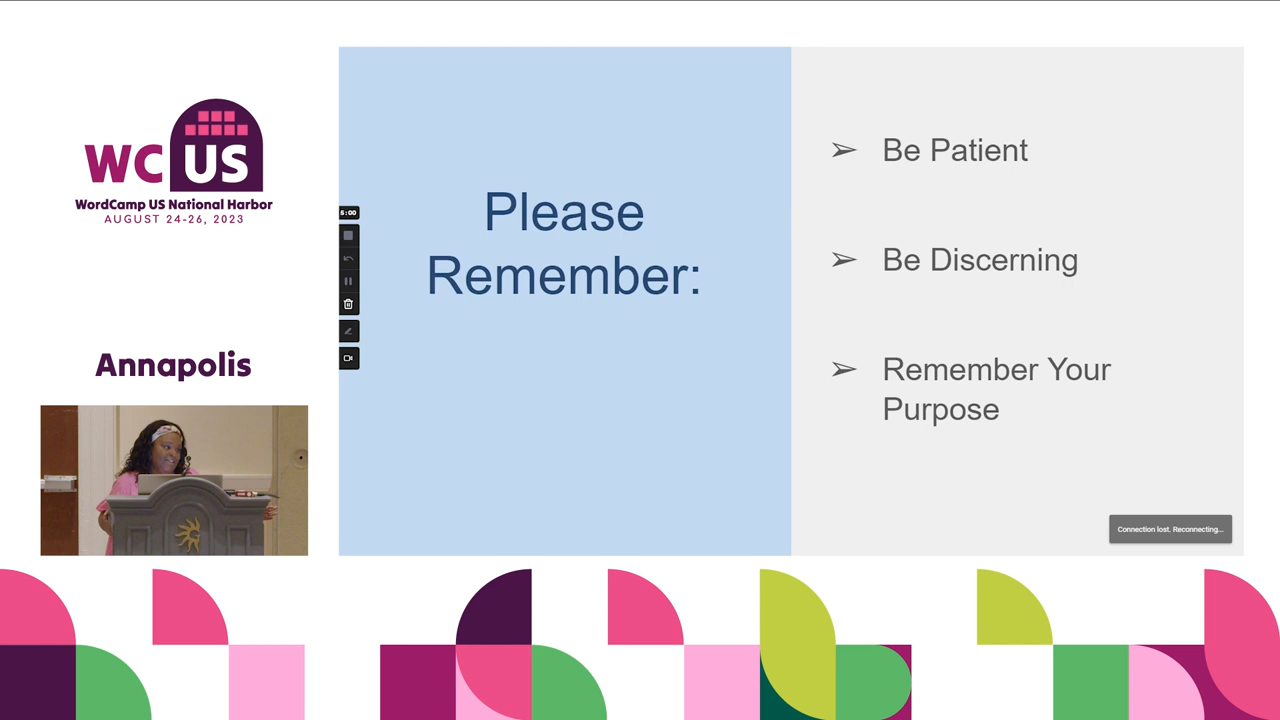 WC US
WordCamp US National Harbor
AUGUST 24-26, 2023
Annapolis
5:00
Please
Remember:
➢ Be Patient
➢ Be Discerning
➢ Remember Your
Purpose
Connection lost. Reconnecting...